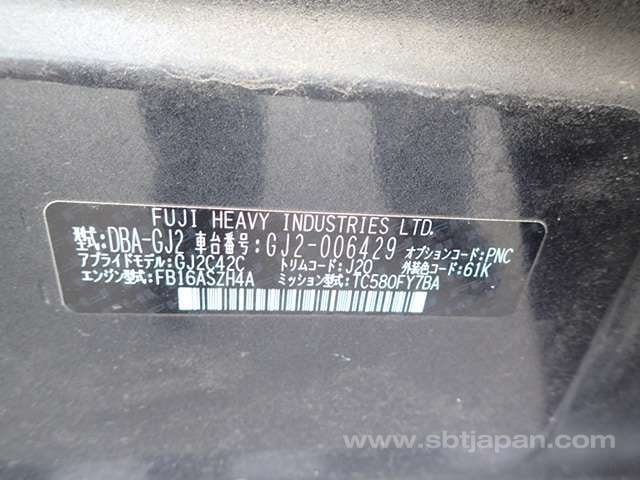 FUJI HEAVY INDUSTRIES LTD.
型式:DBA-GJ2 車台番号:GJ2-006429 オプションコード:PNC
アプライドモデル:GJ2C42C トリムコード:J20 外装色コード:61K
エンジン型式:FB16ASZH4A ミッション型式:TC580FY7BA
www.sbtjapan.com